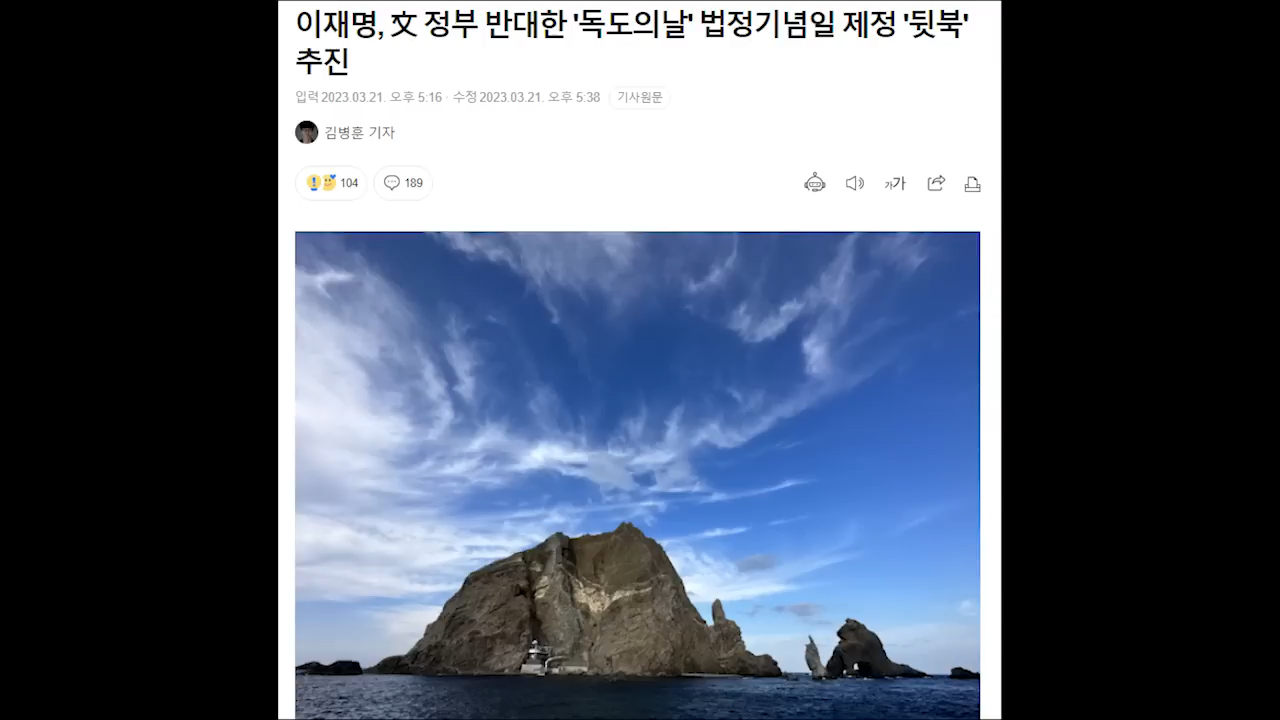 이재명, 文 정부 반대한 '독도의날' 법정기념일 제정 '뒷북'
추진
입력 2023.03.21. 오후 5:16 · 수정 2023.03.21. 오후 5:38 기사원문
김병훈 기자
104 189 가가